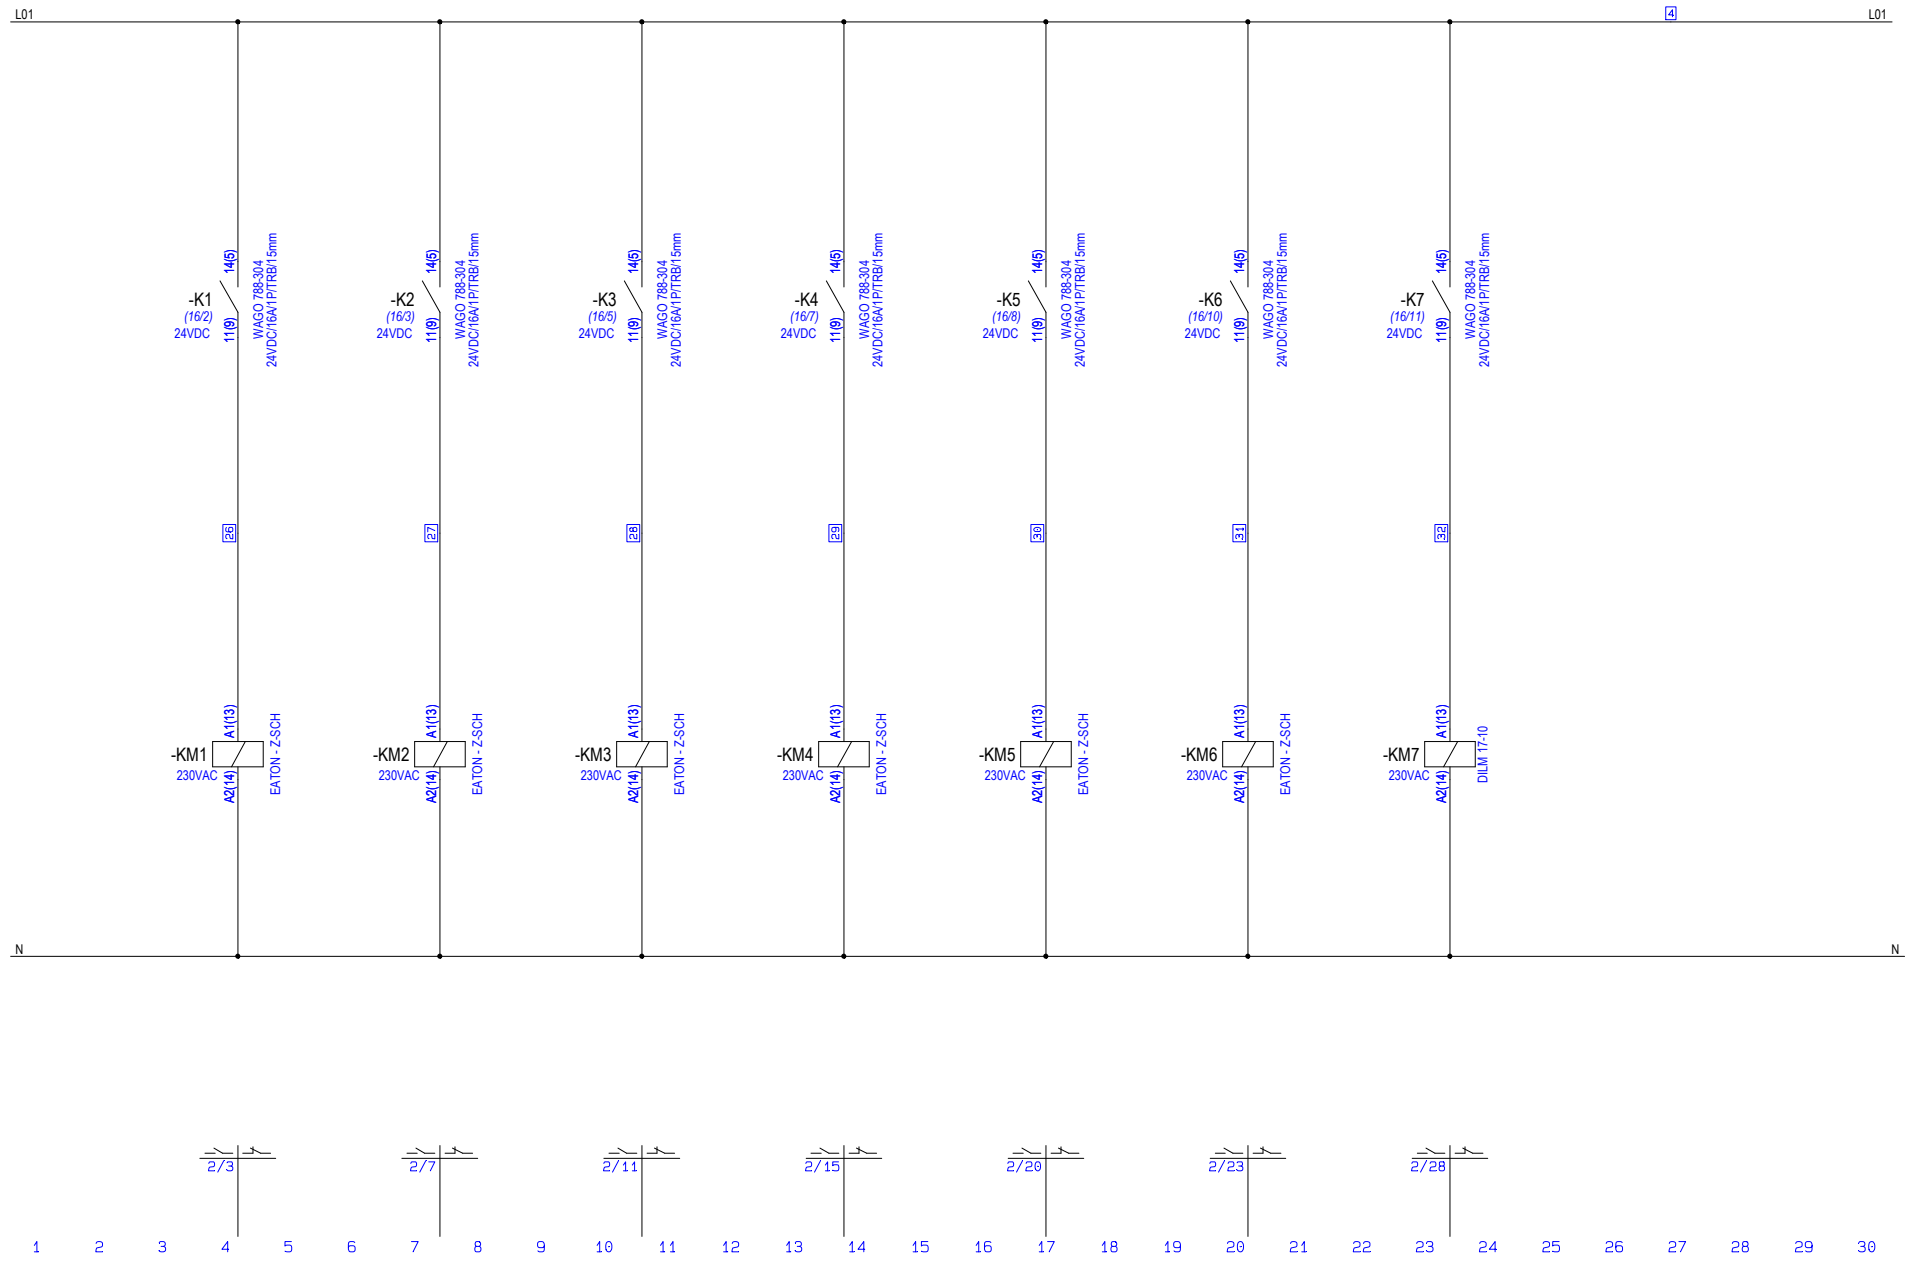 L01
4
L01
-K1
(16/2)
24VDC
14(5)
11(9)
WAGO 788-304
24VDC/16A/1P/TRB/15mm
-K2
(16/3)
24VDC
14(5)
11(9)
WAGO 788-304
24VDC/16A/1P/TRB/15mm
-K3
(16/5)
24VDC
14(5)
11(9)
WAGO 788-304
24VDC/16A/1P/TRB/15mm
-K4
(16/7)
24VDC
14(5)
11(9)
WAGO 788-304
24VDC/16A/1P/TRB/15mm
-K5
(16/8)
24VDC
14(5)
11(9)
WAGO 788-304
24VDC/16A/1P/TRB/15mm
-K6
(16/10)
24VDC
14(5)
11(9)
WAGO 788-304
24VDC/16A/1P/TRB/15mm
-K7
(16/11)
24VDC
14(5)
11(9)
WAGO 788-304
24VDC/16A/1P/TRB/15mm
26
27
28
29
30
31
32
-KM1
230VAC
A1(13)
A2(14)
EATON - Z-SCH
-KM2
230VAC
A1(13)
A2(14)
EATON - Z-SCH
-KM3
230VAC
A1(13)
A2(14)
EATON - Z-SCH
-KM4
230VAC
A1(13)
A2(14)
EATON - Z-SCH
-KM5
230VAC
A1(13)
A2(14)
EATON - Z-SCH
-KM6
230VAC
A1(13)
A2(14)
EATON - Z-SCH
-KM7
230VAC
A1(13)
A2(14)
DILM 17-10
N
N
2/3
2/7
2/11
2/15
2/20
2/23
2/28
1 2 3 4 5 6 7 8 9 10 11 12 13 14 15 16 17 18 19 20 21 22 23 24 25 26 27 28 29 30